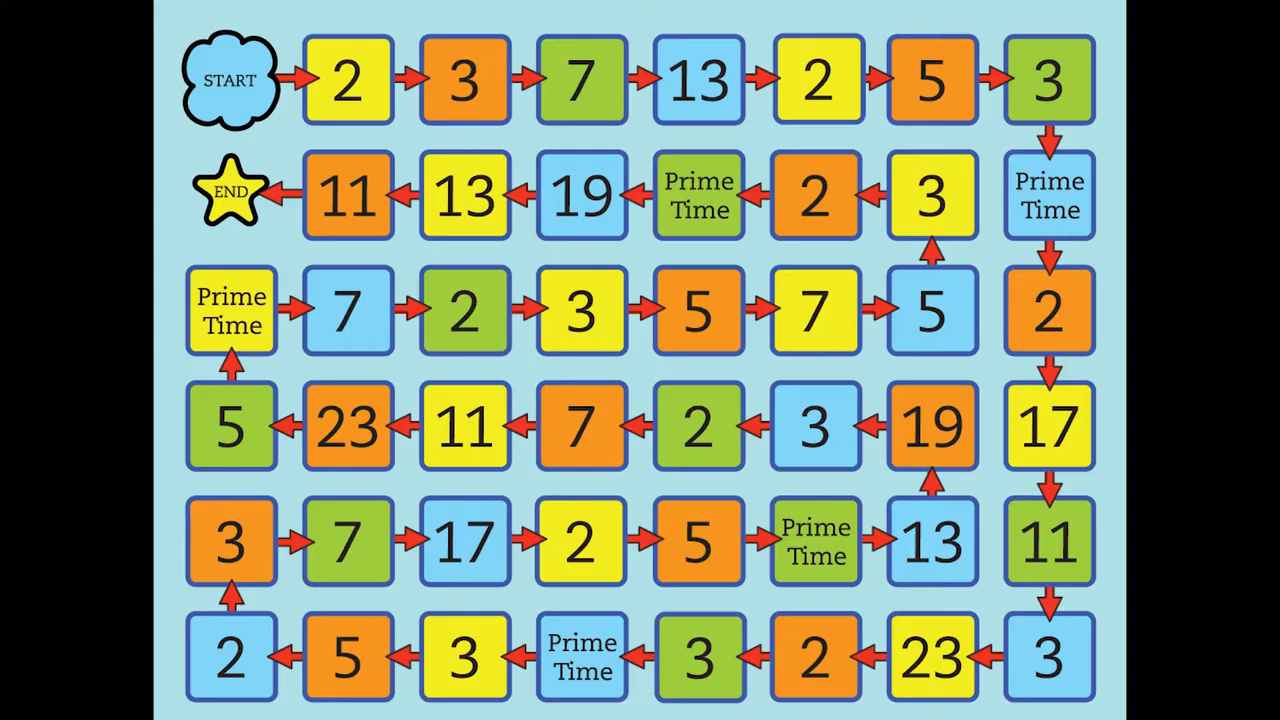 START 2 3 7 13 2 5 3
END 11 13 19 Prime Time 2 3 Prime Time
Prime Time 7 2 3 5 7 5 2
5 23 11 7 2 3 19 17
3 7 17 2 5 Prime Time 13 11
2 5 3 Prime Time 3 2 23 3